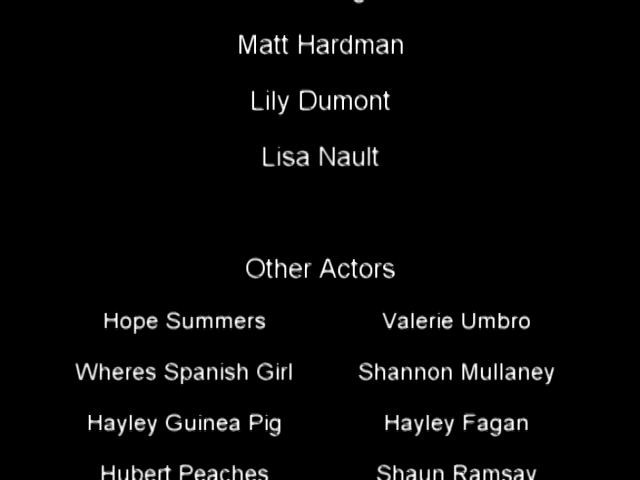 Matt Hardman
Lily Dumont
Lisa Nault
Other Actors
Hope Summers Valerie Umbro
Wheres Spanish Girl Shannon Mullaney
Hayley Guinea Pig Hayley Fagan
Hubert Peaches Shaun Ramsay